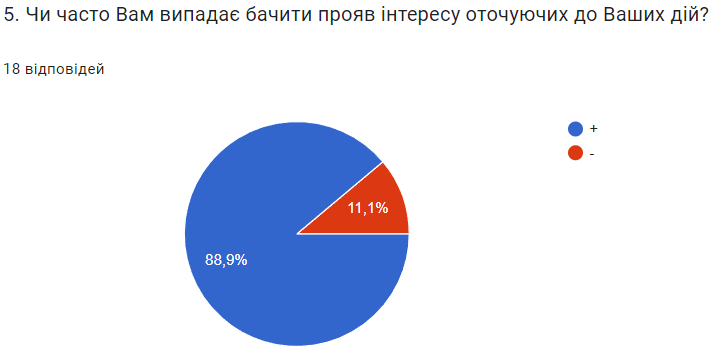 5. Чи часто Вам випадає бачити прояв інтересу оточуючих до Ваших дій?
18 відповідей
+
-
11,1%
88,9%